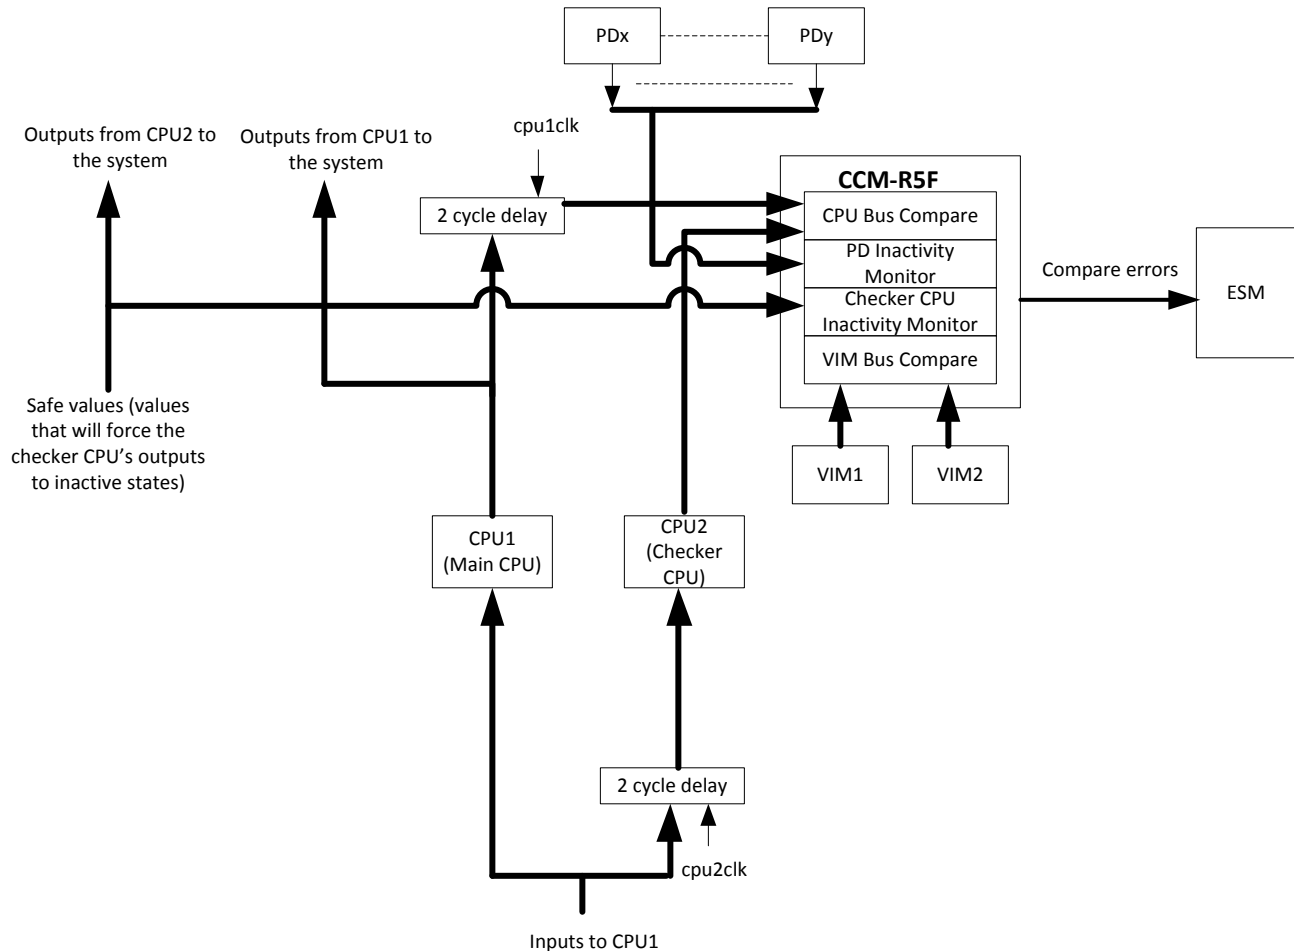 PDx
PDy
Outputs from CPU2 to
the system
Outputs from CPU1 to
the system
cpu1clk
2 cycle delay
CCM-R5F
CPU Bus Compare
PD Inactivity
Monitor
Checker CPU
Inactivity Monitor
VIM Bus Compare
Compare errors
ESM
Safe values (values
that will force the
checker CPU’s outputs
to inactive states)
VIM1
VIM2
CPU1
(Main CPU)
CPU2
(Checker
CPU)
2 cycle delay
cpu2clk
Inputs to CPU1